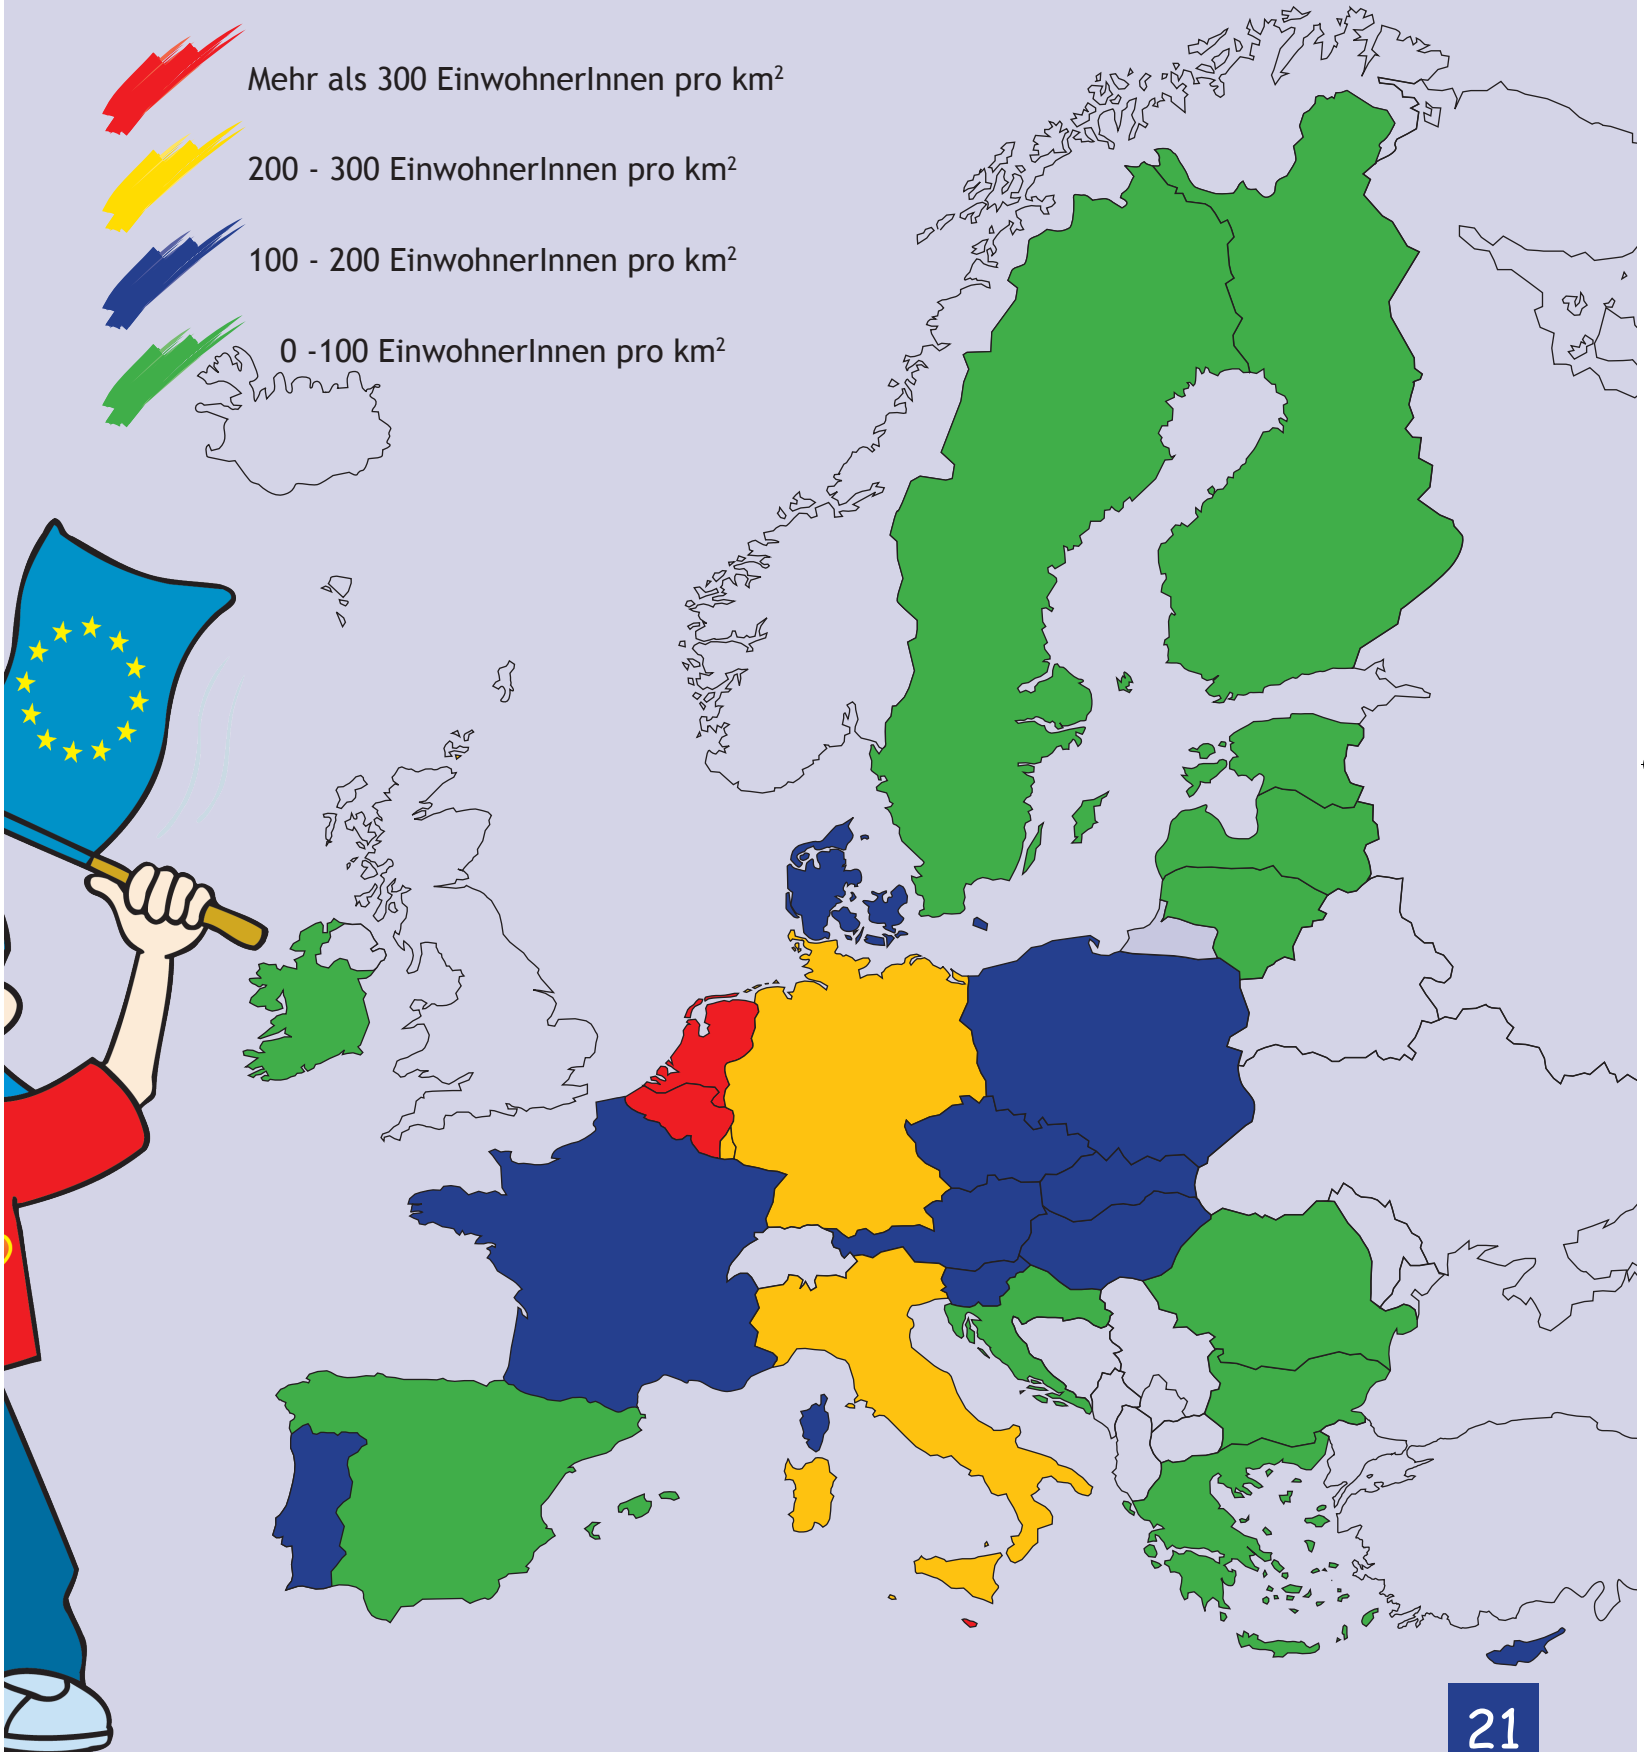 Mehr als 300 EinwohnerInnen pro km²
200 - 300 EinwohnerInnen pro km²
100 - 200 EinwohnerInnen pro km²
0 -100 EinwohnerInnen pro km²
21